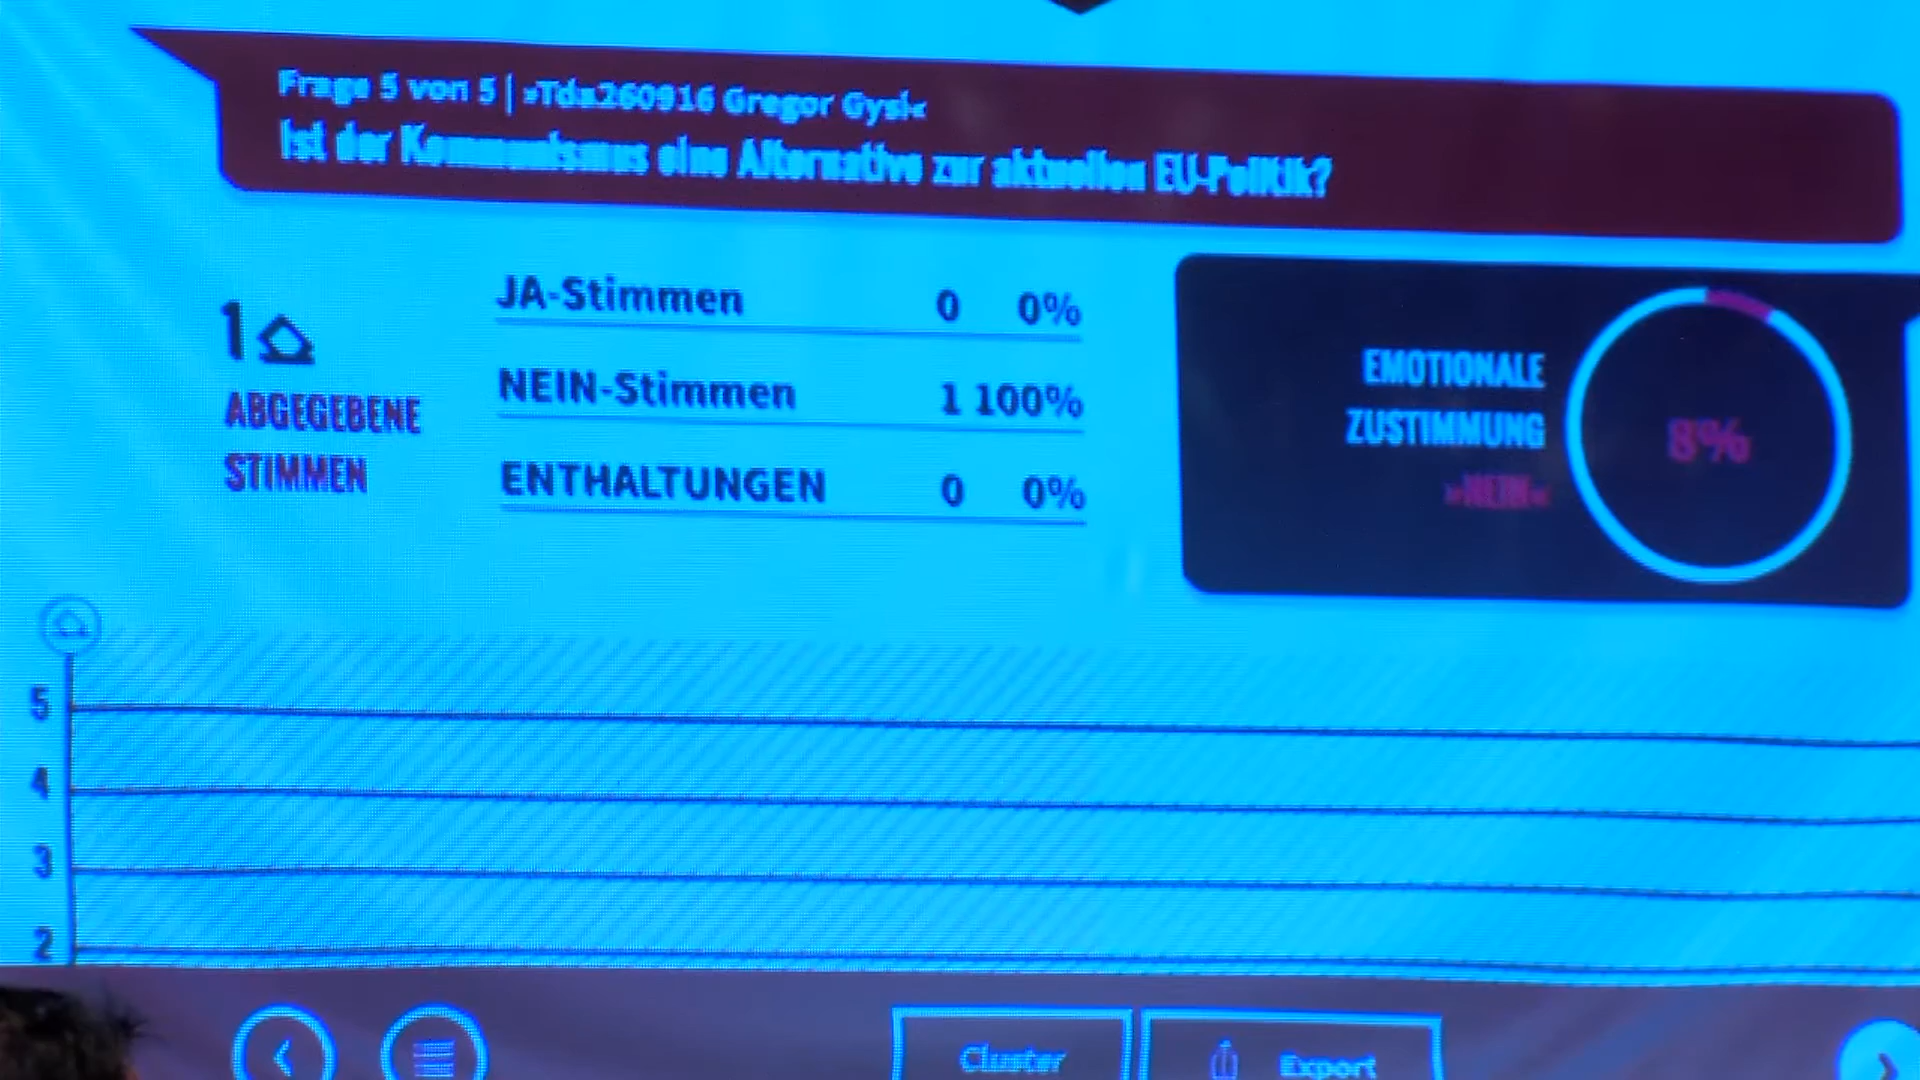 Frage 5 von 5 | »Tda260916 Gregor Gysi«
Ist der Kommunismus eine Alternative zur aktuellen EU-Politik?
1
ABGEGEBENE
STIMMEN
JA-Stimmen 0 0%
NEIN-Stimmen 1 100%
ENTHALTUNGEN 0 0%
EMOTIONALE
ZUSTIMMUNG
»NEIN«
8%
5
4
3
2
Cluster
Export